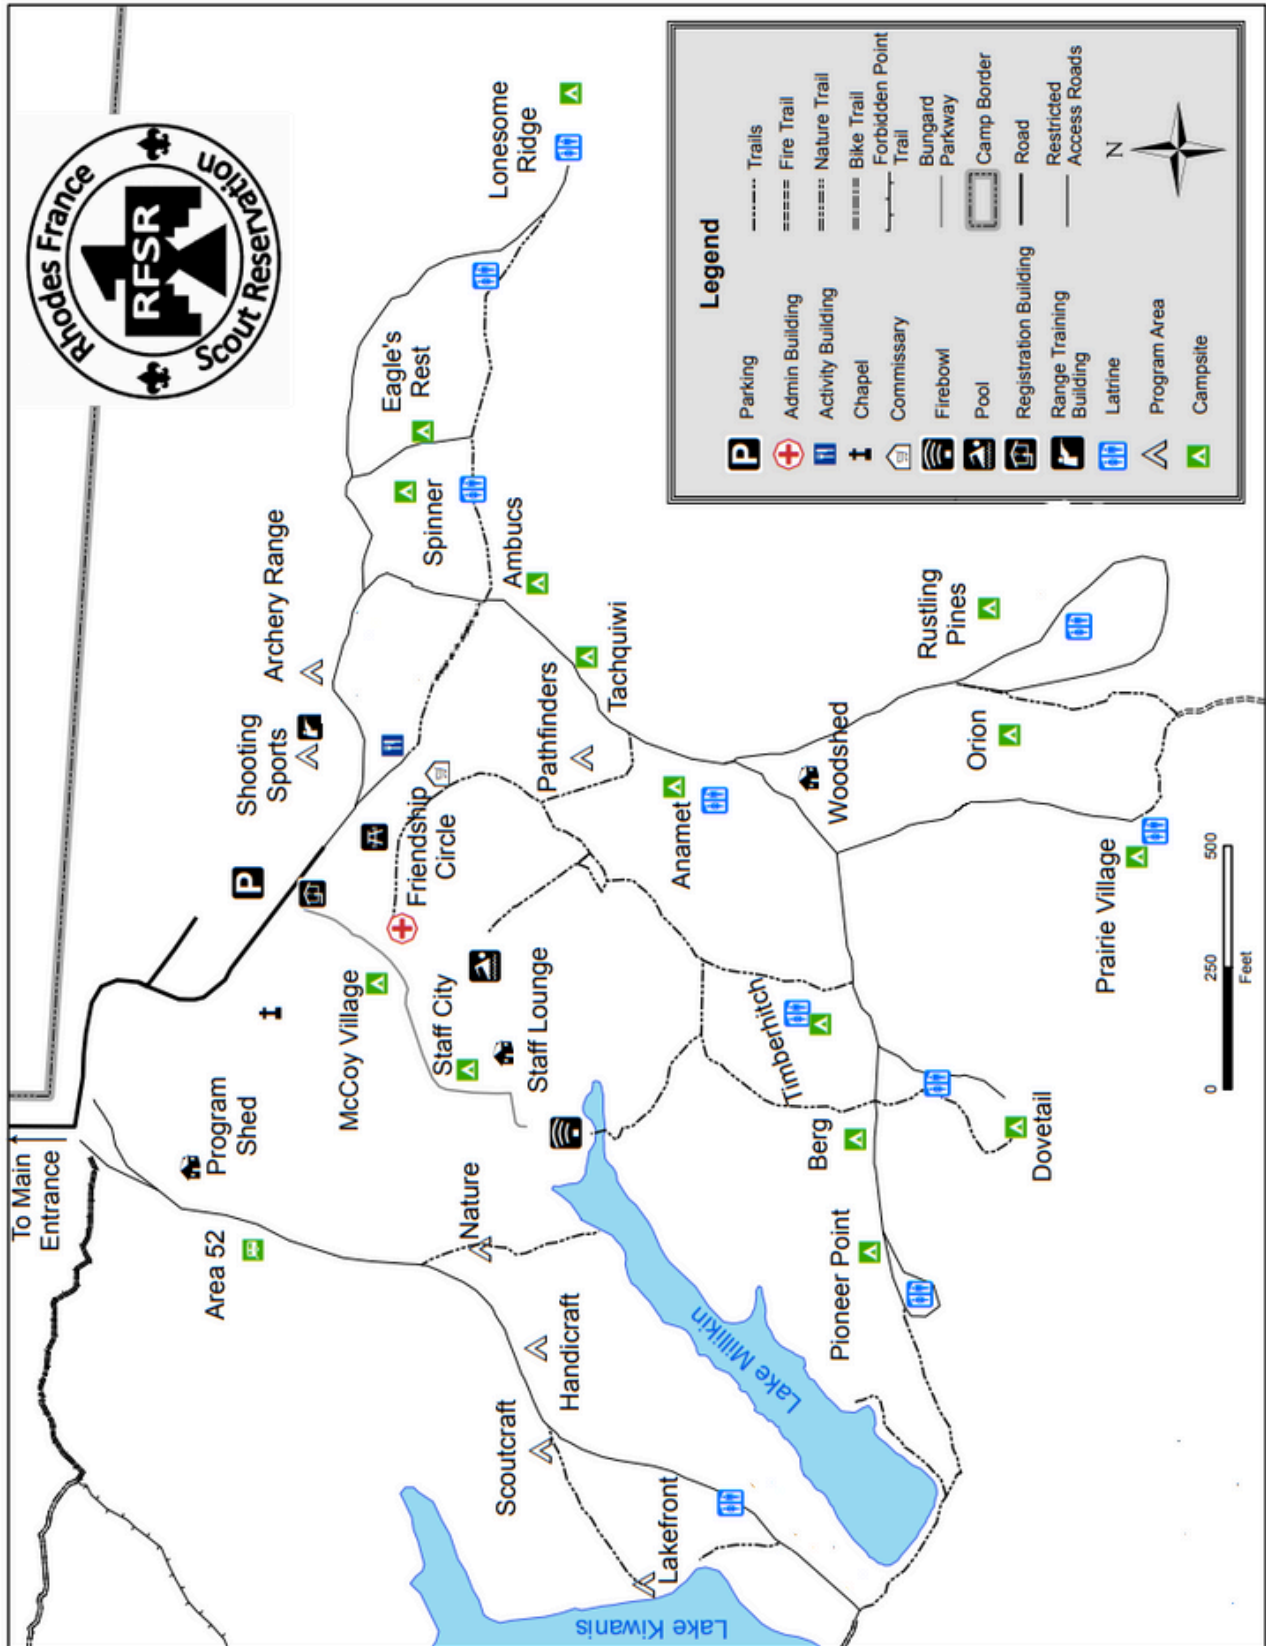 Rhodes France
Scout Reservation
RFSR
To Main
Entrance
Program
Shed
Area 52
Nature
Handicraft
Scoutcraft
Lakefront
Lake Kiwanis
Lake Millikin
McCoy Village
Staff City
Staff Lounge
P
Shooting
Sports
Archery Range
Friendship
Circle
Pathfinders
Eagle's
Rest
Spinner
Ambucs
Tachquiwi
Lonesome
Ridge
Anamet
Woodshed
Rustling
Pines
Orion
Prairie Village
Timberhitch
Berg
Dovetail
Pioneer Point
0 250 500
Feet
Legend
P Parking
Admin Building
Activity Building
Chapel
Commissary
Firebowl
Pool
Registration Building
Range Training
Building
Latrine
Program Area
Campsite
Trails
Fire Trail
Nature Trail
Bike Trail
Forbidden Point
Trail
Bungard
Parkway
Camp Border
Road
Restricted
Access Roads
N